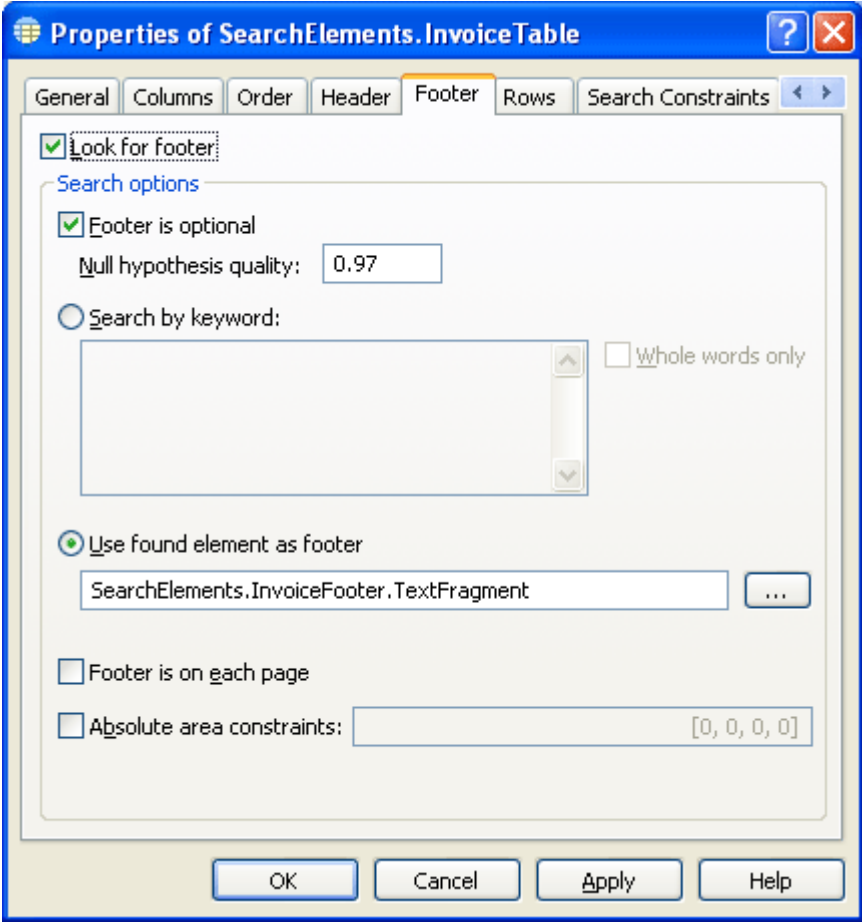 Properties of SearchElements.InvoiceTable
General Columns Order Header Footer Rows Search Constraints
Look for footer
Search options
Footer is optional
Null hypothesis quality: 0.97
Search by keyword:
Whole words only
Use found element as footer
SearchElements.InvoiceFooter.TextFragment
...
Footer is on each page
Absolute area constraints: [0, 0, 0, 0]
OK Cancel Apply Help